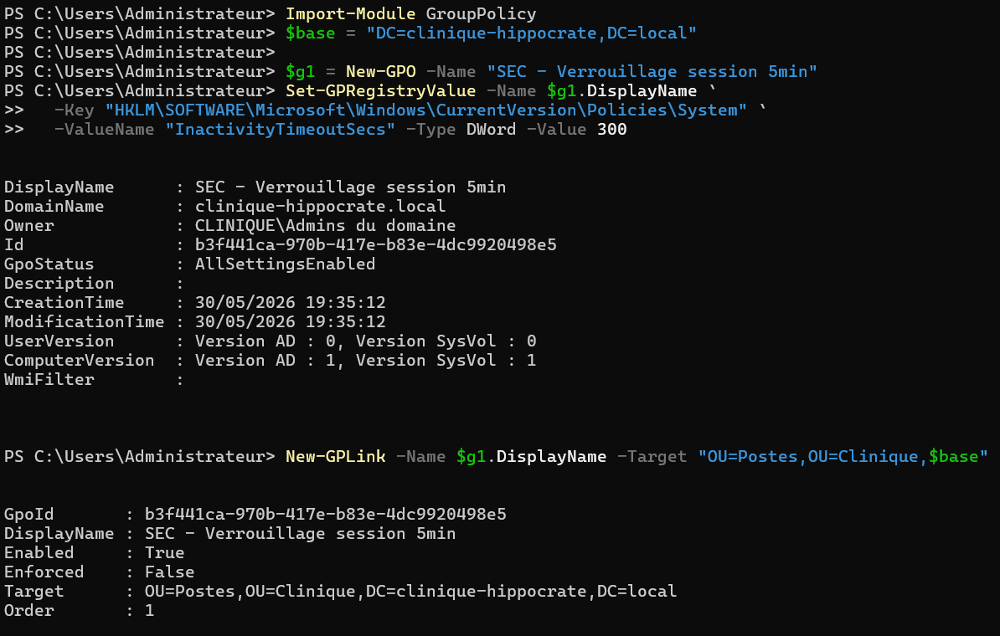 PS C:\Users\Administrateur> Import-Module GroupPolicy
PS C:\Users\Administrateur> $base = "DC=clinique-hippocrate,DC=local"
PS C:\Users\Administrateur>
PS C:\Users\Administrateur> $g1 = New-GPO -Name "SEC - Verrouillage session 5min"
PS C:\Users\Administrateur> Set-GPRegistryValue -Name $g1.DisplayName `
>>   -Key "HKLM\SOFTWARE\Microsoft\Windows\CurrentVersion\Policies\System" `
>>   -ValueName "InactivityTimeoutSecs" -Type DWord -Value 300
DisplayName      : SEC - Verrouillage session 5min
DomainName       : clinique-hippocrate.local
Owner            : CLINIQUE\Admins du domaine
Id               : b3f441ca-970b-417e-b83e-4dc9920498e5
GpoStatus        : AllSettingsEnabled
Description      :
CreationTime     : 30/05/2026 19:35:12
ModificationTime : 30/05/2026 19:35:12
UserVersion      : Version AD : 0, Version SysVol : 0
ComputerVersion  : Version AD : 1, Version SysVol : 1
WmiFilter        :
PS C:\Users\Administrateur> New-GPLink -Name $g1.DisplayName -Target "OU=Postes,OU=Clinique,$base"
GpoId       : b3f441ca-970b-417e-b83e-4dc9920498e5
DisplayName : SEC - Verrouillage session 5min
Enabled     : True
Enforced    : False
Target      : OU=Postes,OU=Clinique,DC=clinique-hippocrate,DC=local
Order       : 1